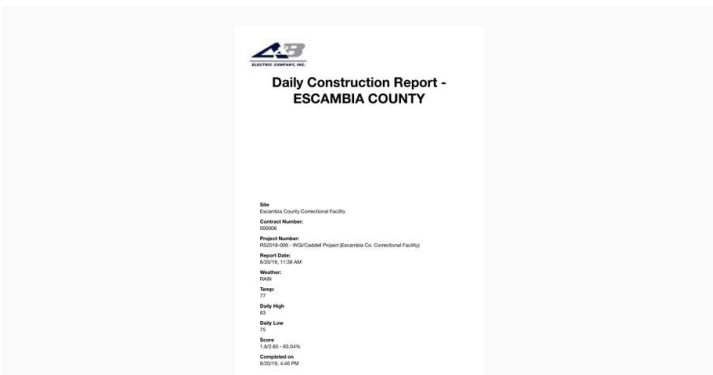 A&B
ELECTRIC COMPANY, INC.
Daily Construction Report -
ESCAMBIA COUNTY
Site
Escambia County Correctional Facility
Contract Number:
000006
Project Number:
RS2018-006 - WGI/Caddell Project (Escambia Co. Correctional Facility)
Report Date:
8/20/19, 11:39 AM
Weather:
RAIN
Temp:
77
Daily High
83
Daily Low
75
Score
1.8/2.85 - 63.04%
Completed on
8/20/19, 4:46 PM